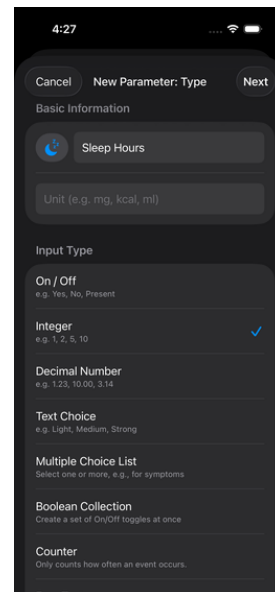 4:27
Cancel New Parameter: Type Next
Basic Information
Sleep Hours
Unit (e.g. mg, kcal, ml)
Input Type
On / Off
e.g. Yes, No, Present
Integer
e.g. 1, 2, 5, 10
Decimal Number
e.g. 1.23, 10.00, 3.14
Text Choice
e.g. Light, Medium, Strong
Multiple Choice List
Select one or more, e.g., for symptoms
Boolean Collection
Create a set of On/Off toggles at once
Counter
Only counts how often an event occurs.